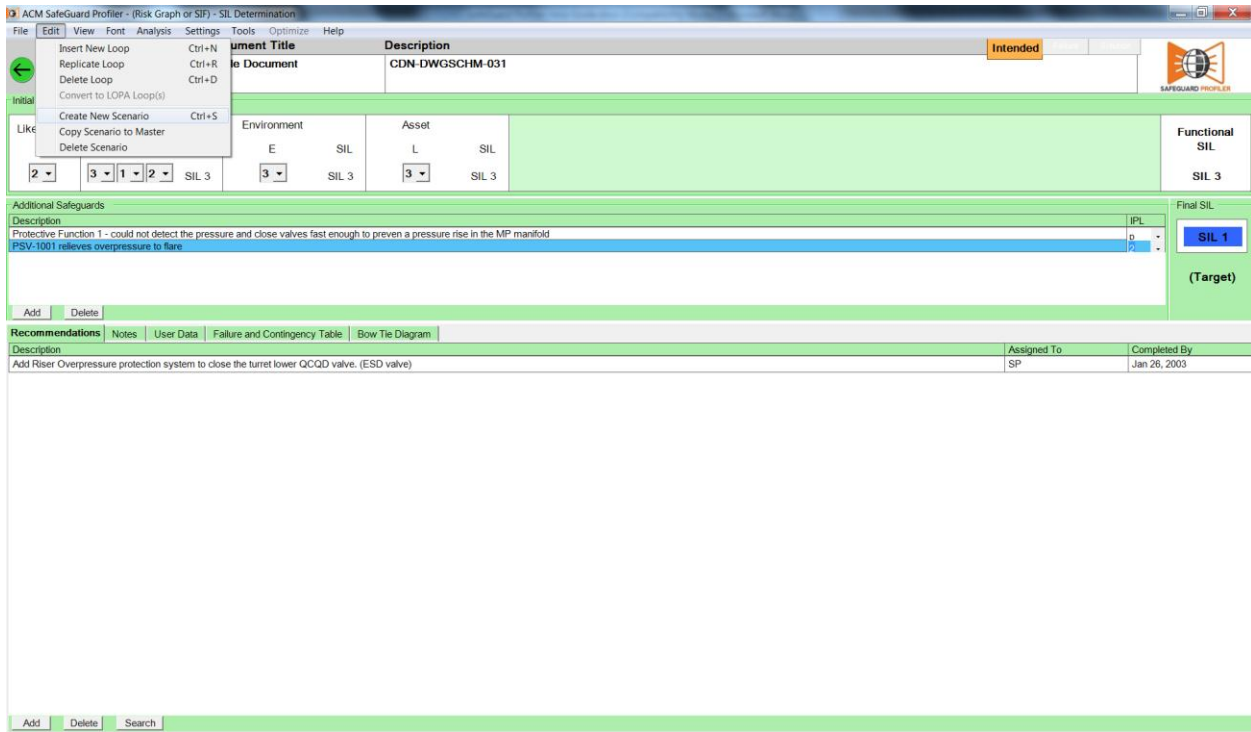 ACM SafeGuard Profiler - (Risk Graph or SIF) - SIL Determination
File Edit View Font Analysis Settings Tools Optimize Help
Insert New Loop Ctrl+N
Replicate Loop Ctrl+R
Delete Loop Ctrl+D
Convert to LOPA Loop(s)
Create New Scenario Ctrl+S
Copy Scenario to Master
Delete Scenario
ument Title Description
le Document CDN-DWGSCHM-031
Intended
SAFEGUARD PROFILER
Initial
Like Environment Asset
E SIL L SIL
2 3 1 2 SIL 3 3 SIL 3 3 SIL 3
Functional
SIL
SIL 3
Additional Safeguards
Description IPL
Protective Function 1 - could not detect the pressure and close valves fast enough to preven a pressure rise in the MP manifold
PSV-1001 relieves overpressure to flare 2
Final SIL
SIL 1
(Target)
Add Delete
Recommendations Notes User Data Failure and Contingency Table Bow Tie Diagram
Description Assigned To Completed By
Add Riser Overpressure protection system to close the turret lower QCQD valve. (ESD valve) SP Jan 26, 2003
Add Delete Search